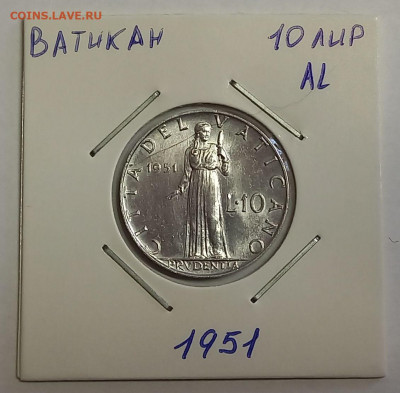 COINS.LAVE.RU
ВАТИКАН 10 ЛИР
AL
CITTA' DEL VATICANO
1951
L.10
PRVDENTIA
1951